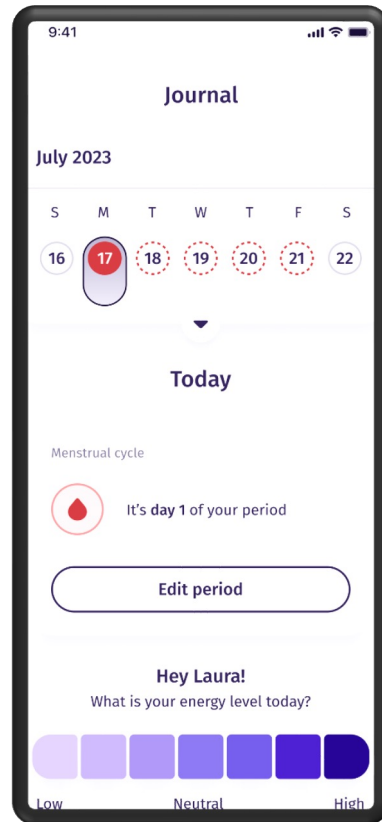 9:41
Journal
July 2023
S M T W T F S
16 17 18 19 20 21 22
Today
Menstrual cycle
It's day 1 of your period
Edit period
Hey Laura!
What is your energy level today?
Low Neutral High